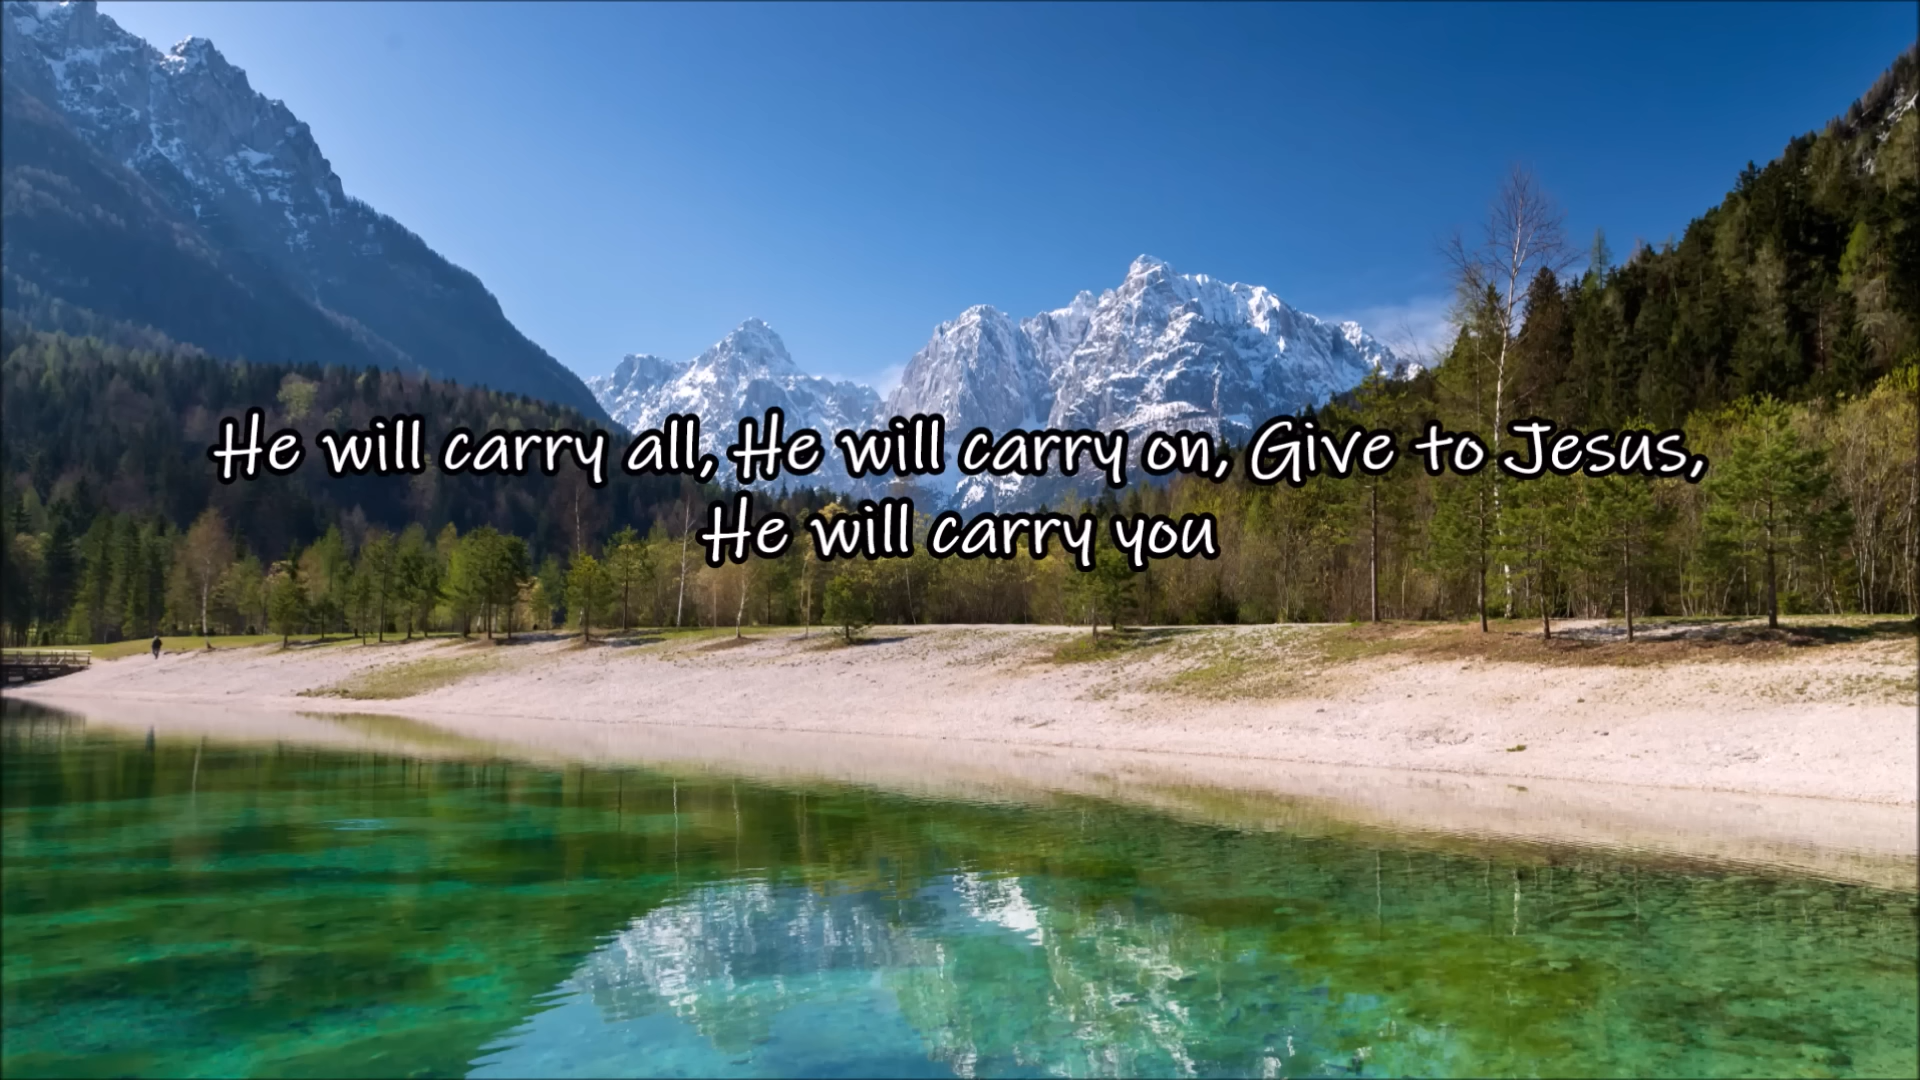 He will carry all, He will carry on, Give to Jesus,
He will carry you